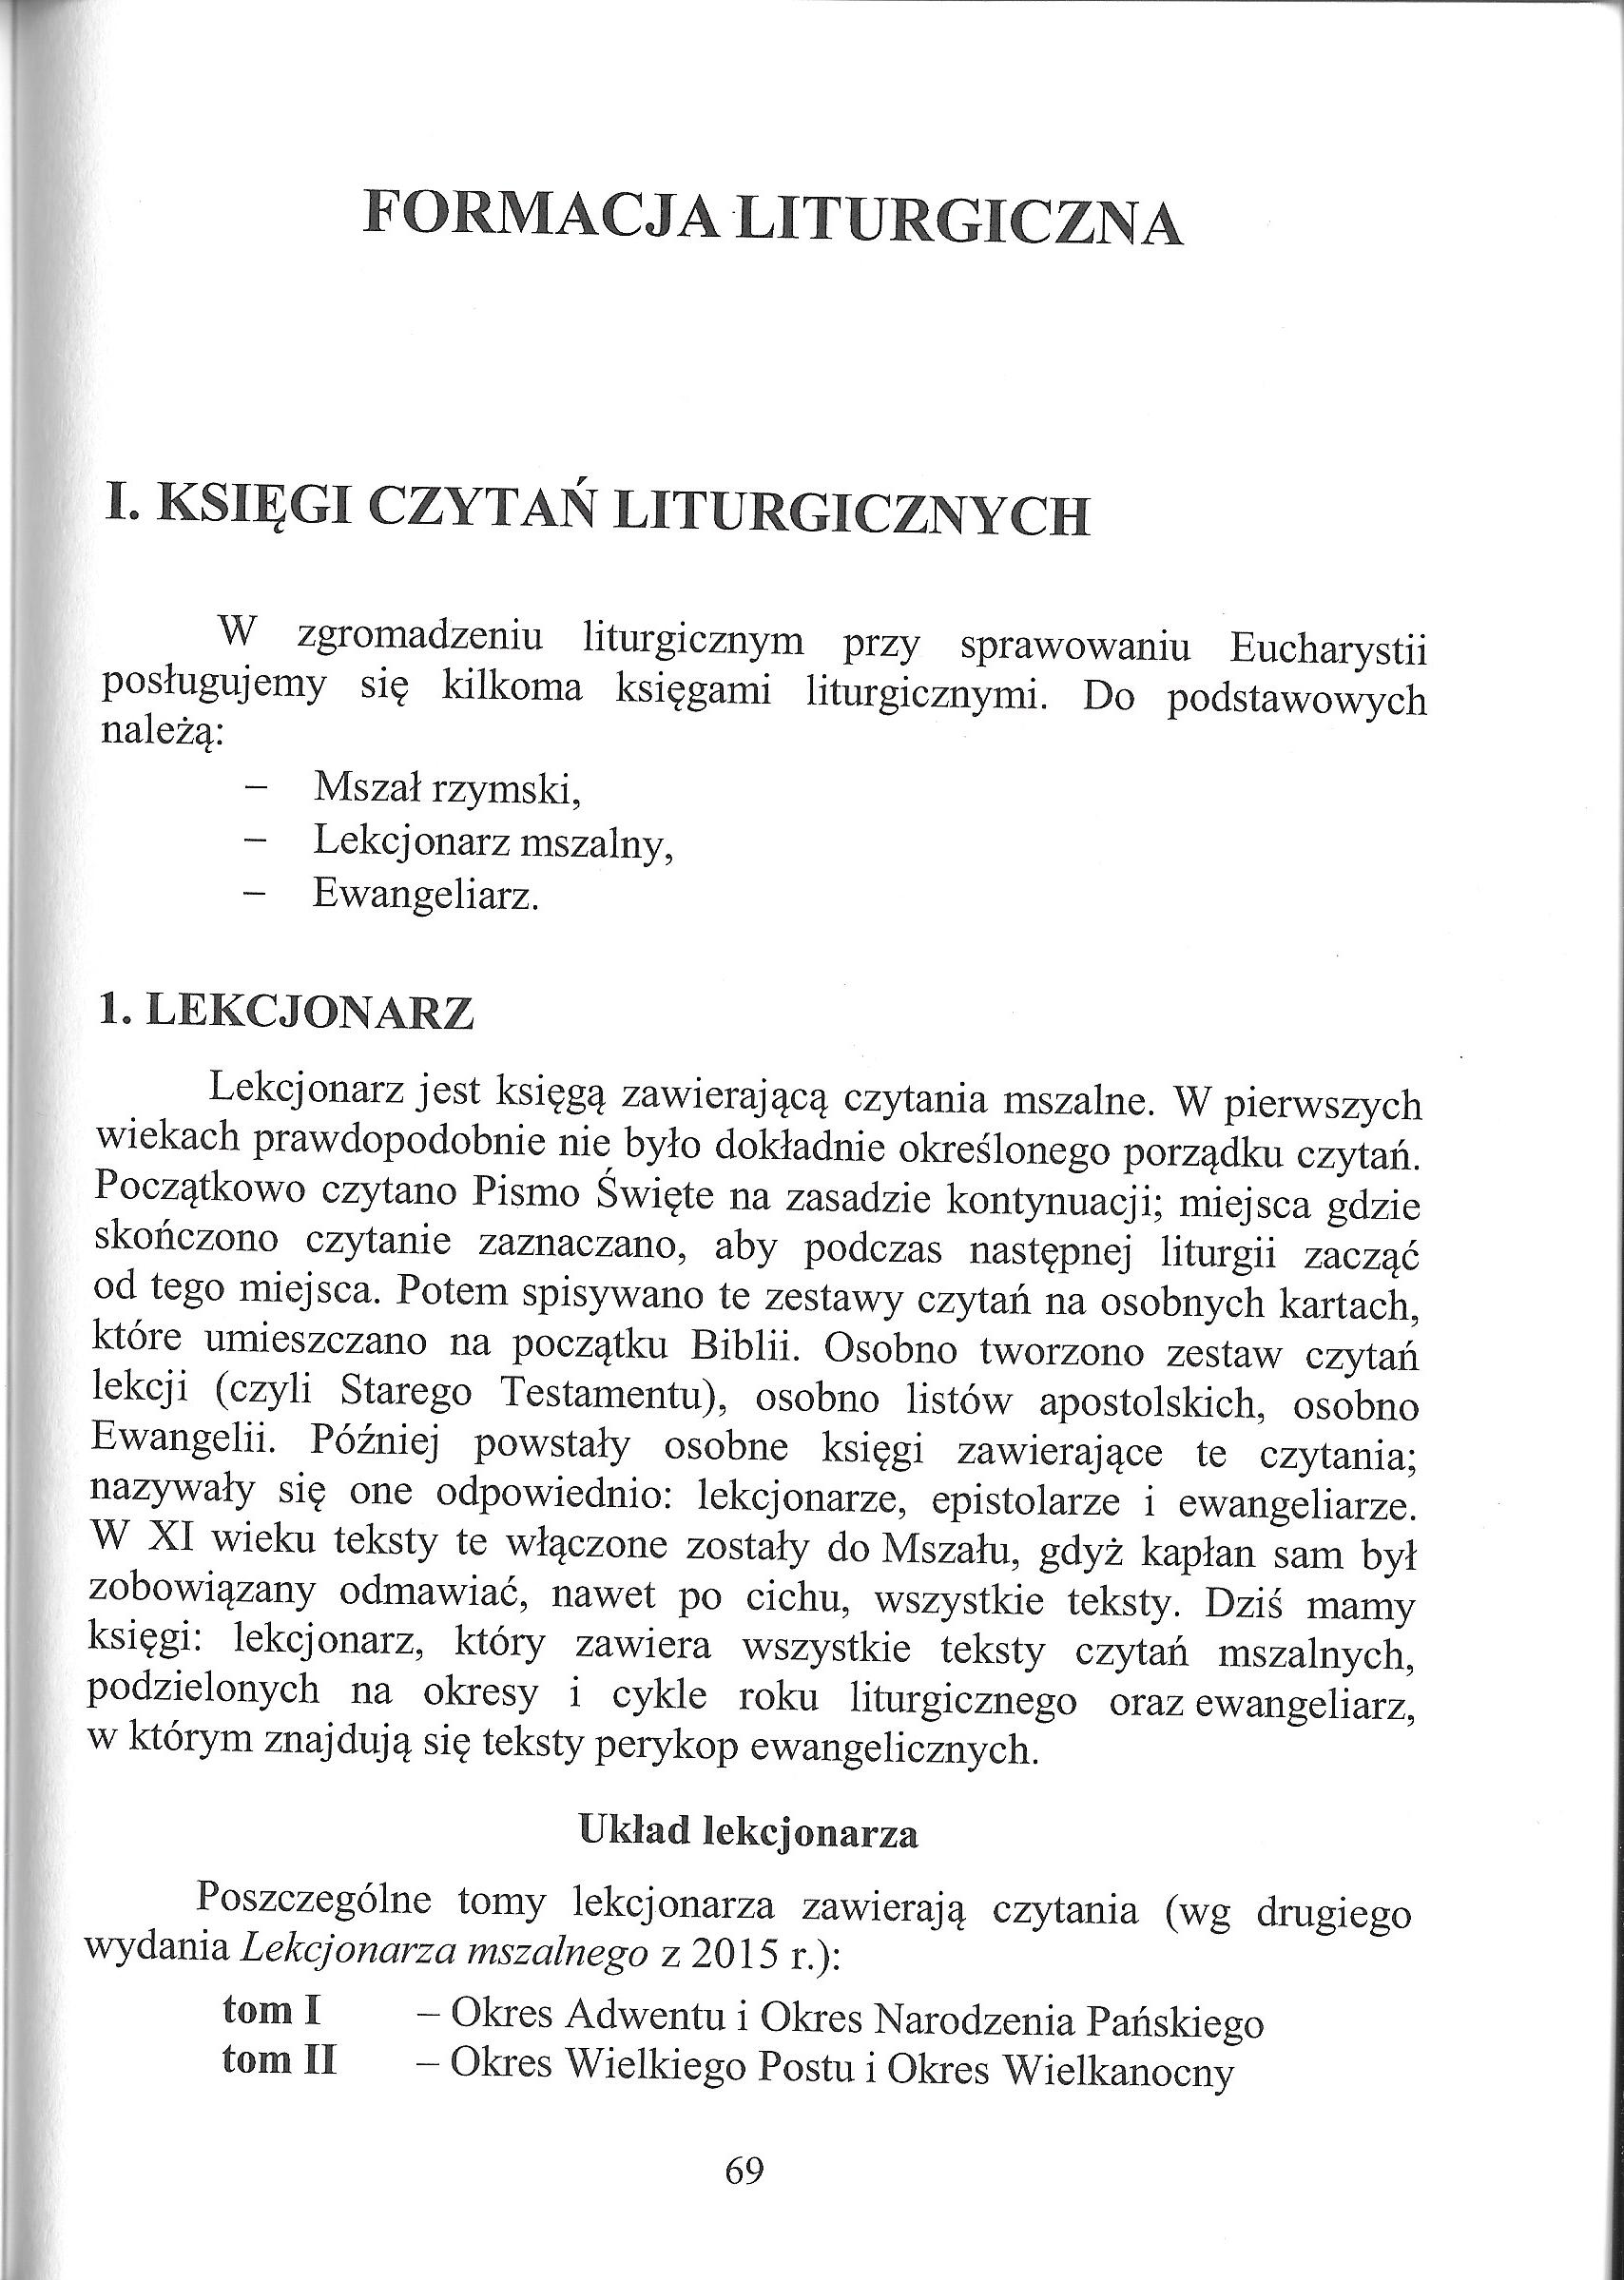 FORMACJA LITURGICZNA
I. KSIĘGI CZYTAŃ LITURGICZNYCH
W zgromadzeniu liturgicznym przy sprawowaniu Eucharystii
posługujemy się kilkoma księgami liturgicznymi. Do podstawowych
należą:
– Mszał rzymski,
– Lekcjonarz mszalny,
– Ewangeliarz.
1. LEKCJONARZ
Lekcjonarz jest księgą zawierającą czytania mszalne. W pierwszych
wiekach prawdopodobnie nie było dokładnie określonego porządku czytań.
Początkowo czytano Pismo Święte na zasadzie kontynuacji; miejsca gdzie
skończono czytanie zaznaczano, aby podczas następnej liturgii zacząć
od tego miejsca. Potem spisywano te zestawy czytań na osobnych kartach,
które umieszczano na początku Biblii. Osobno tworzono zestaw czytań
lekcji (czyli Starego Testamentu), osobno listów apostolskich, osobno
Ewangelii. Później powstały osobne księgi zawierające te czytania;
nazywały się one odpowiednio: lekcjonarze, epistolarze i ewangeliarze.
W XI wieku teksty te włączone zostały do Mszału, gdyż kapłan sam był
zobowiązany odmawiać, nawet po cichu, wszystkie teksty. Dziś mamy
księgi: lekcjonarz, który zawiera wszystkie teksty czytań mszalnych,
podzielonych na okresy i cykle roku liturgicznego oraz ewangeliarz,
w którym znajdują się teksty perykop ewangelicznych.
Układ lekcjonarza
Poszczególne tomy lekcjonarza zawierają czytania (wg drugiego
wydania Lekcjonarza mszalnego z 2015 r.):
tom I – Okres Adwentu i Okres Narodzenia Pańskiego
tom II – Okres Wielkiego Postu i Okres Wielkanocny
69